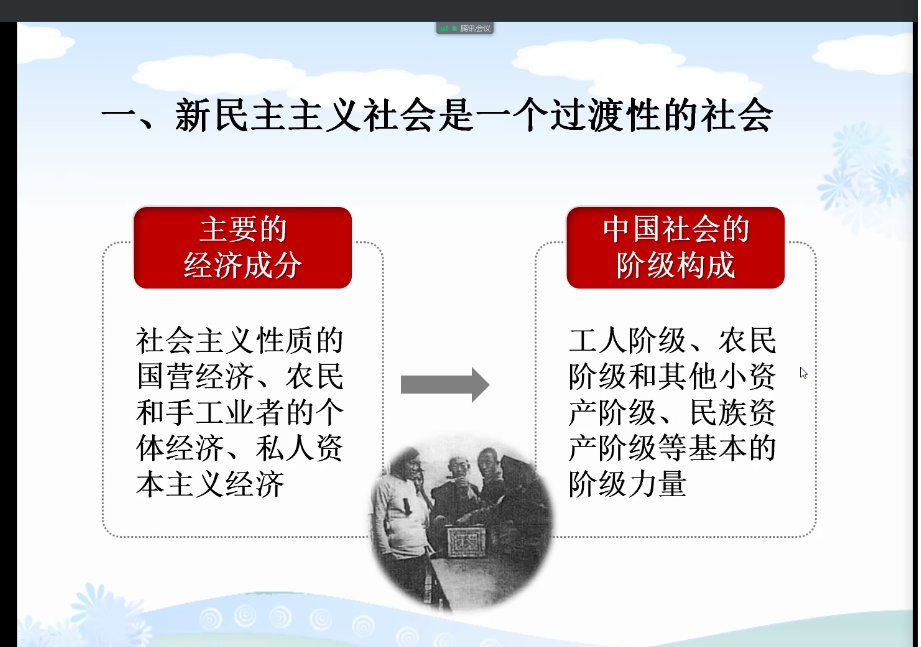 腾讯会议
一、新民主主义社会是一个过渡性的社会
主要的
经济成分
社会主义性质的
国营经济、农民
和手工业者的个
体经济、私人资
本主义经济
中国社会的
阶级构成
工人阶级、农民
阶级和其他小资
产阶级、民族资
产阶级等基本的
阶级力量